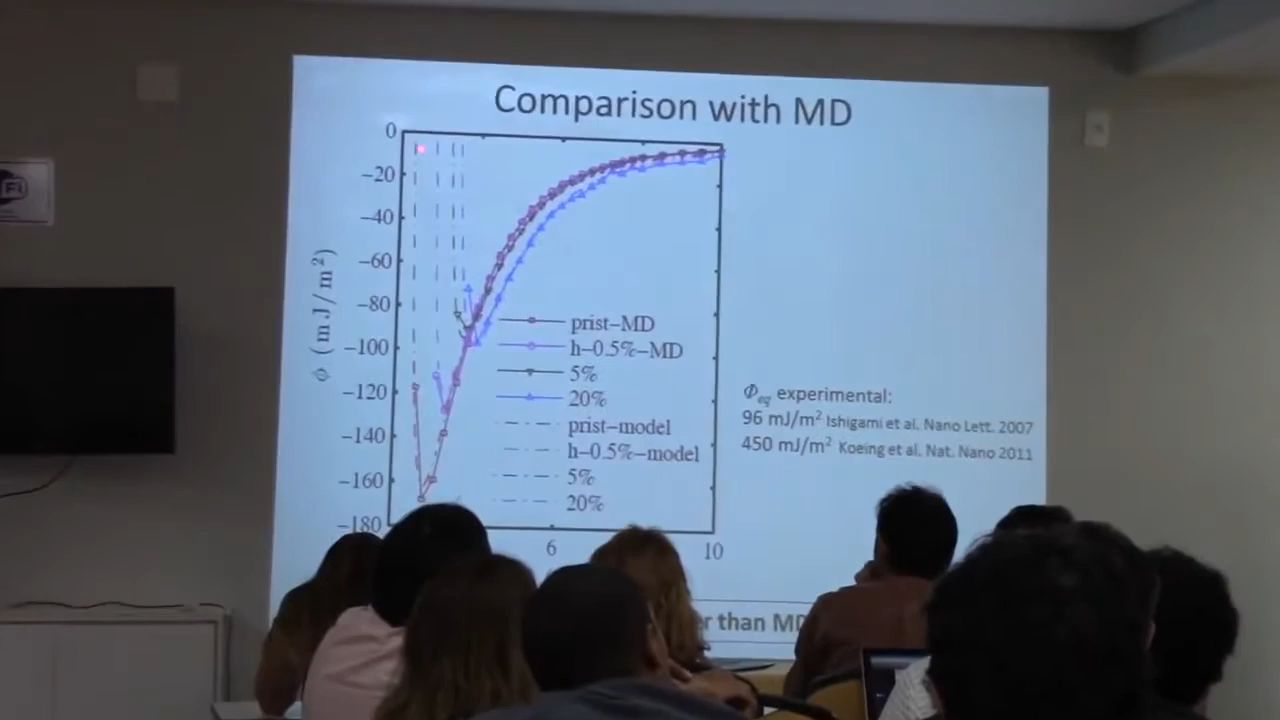 Comparison with MD
0
−20
−40
−60
−80
−100
−120
−140
−160
−180
ϕ (mJ/m²)
prist−MD
h−0.5%−MD
5%
20%
prist−model
h−0.5%−model
5%
20%
6
10
Φeq experimental:
96 mJ/m² Ishigami et al. Nano Lett. 2007
450 mJ/m² Koeing et al. Nat. Nano 2011
than MD
Fi